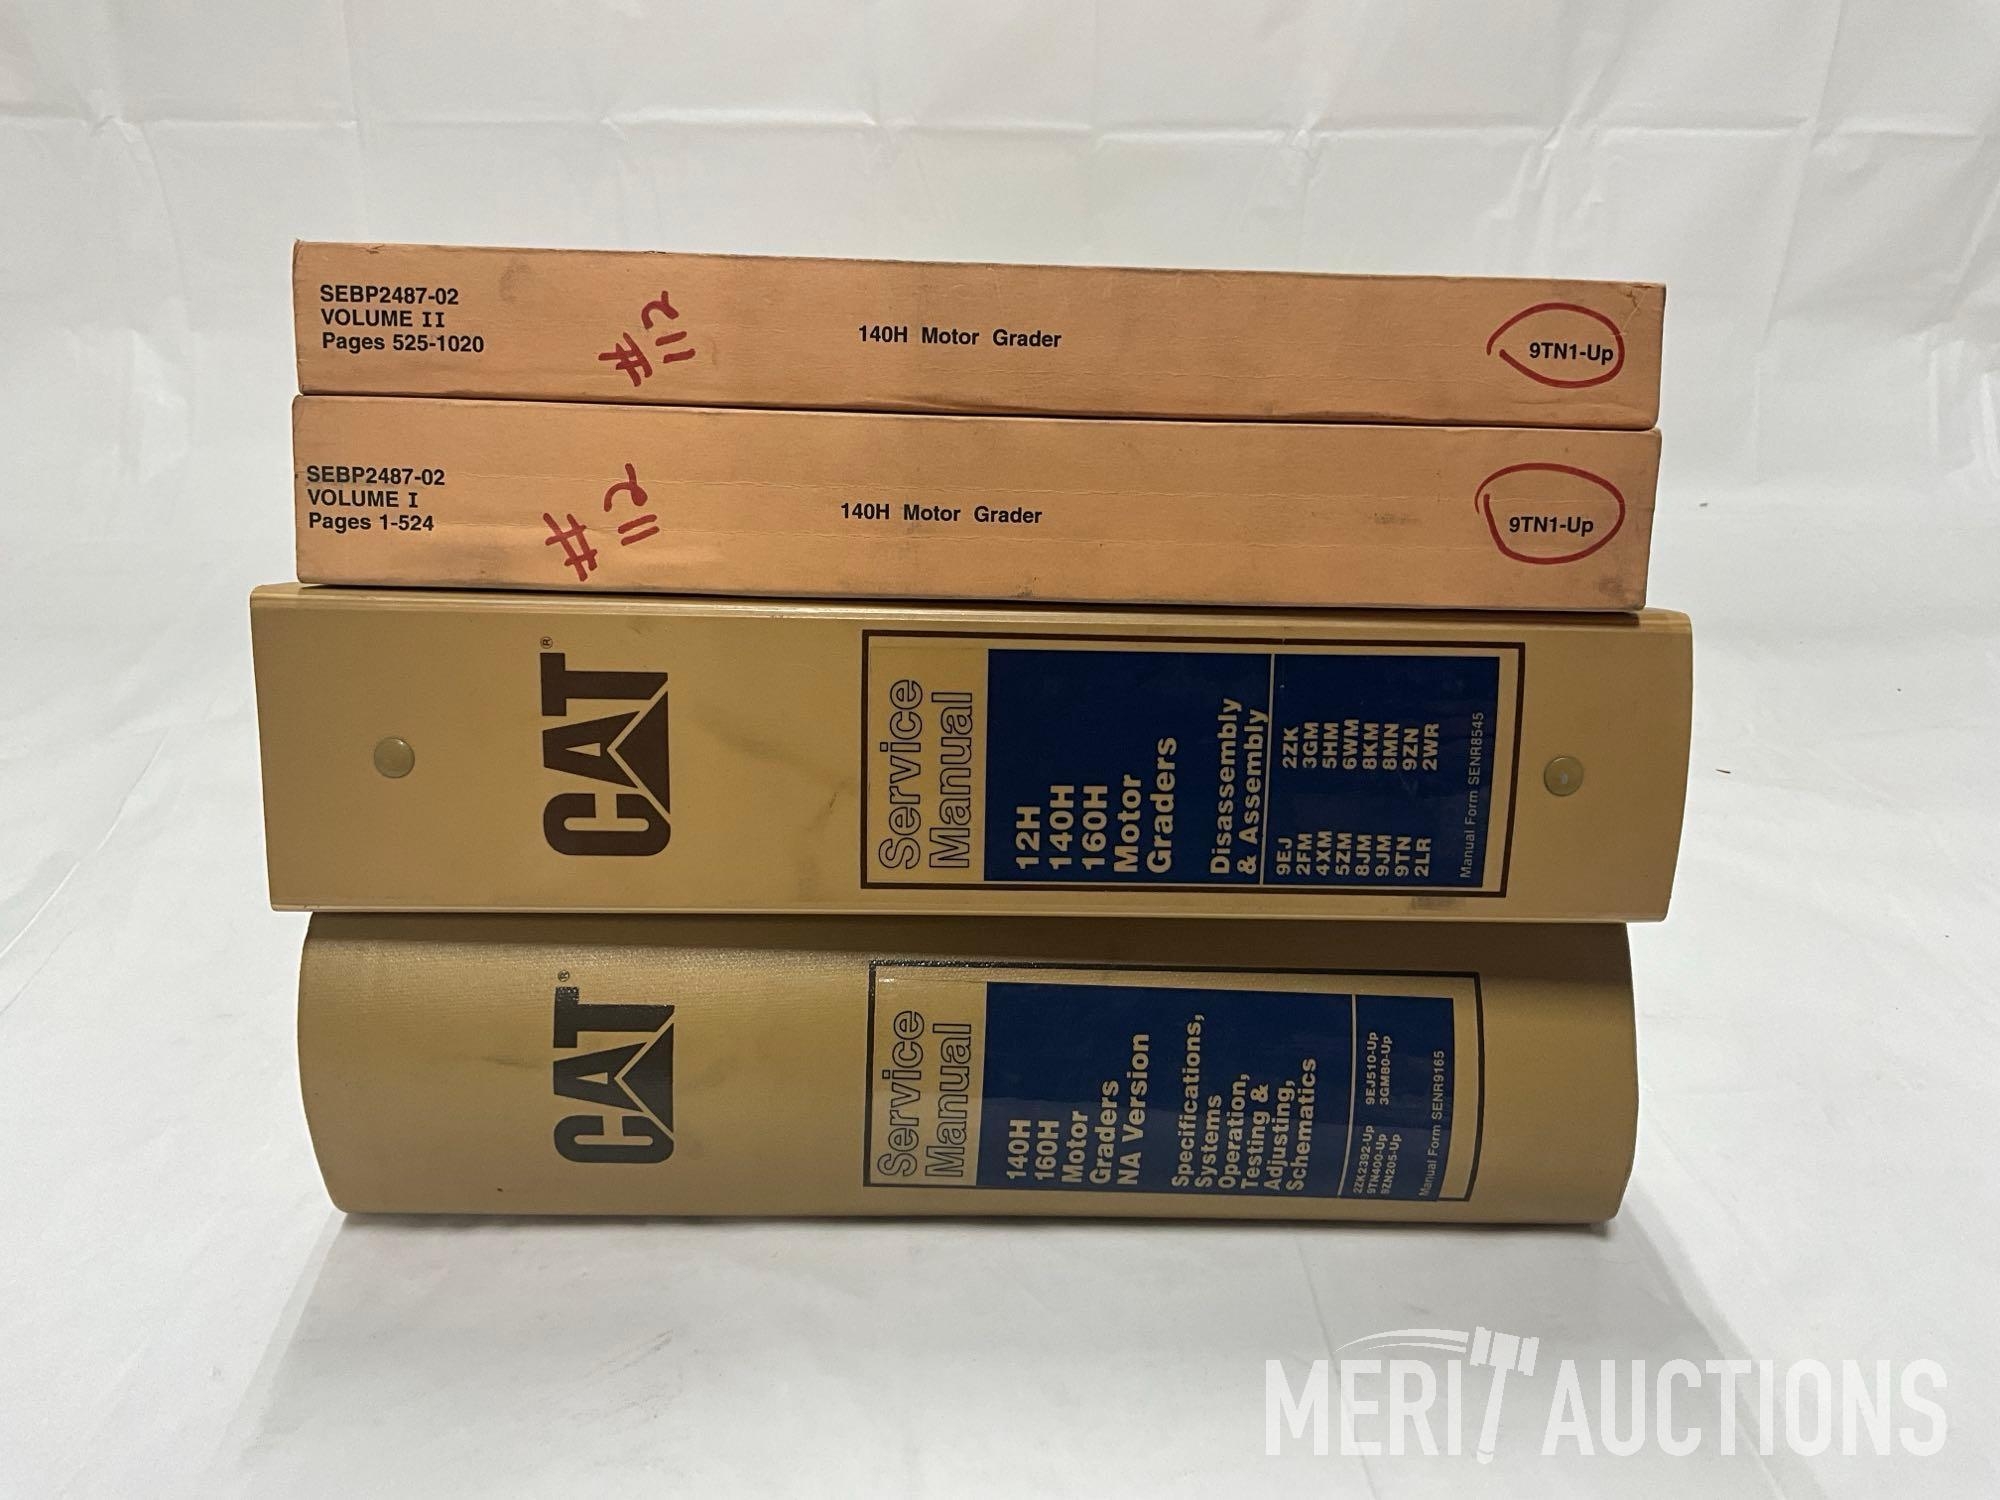 SEBP2487-02
VOLUME II
Pages 525-1020
#112
140H Motor Grader
9TN1-Up
SEBP2487-02
VOLUME I
Pages 1-524
#112
140H Motor Grader
9TN1-Up
CAT®
Service
Manual
12H
140H
160H
Motor
Graders
Disassembly
& Assembly
9EJ 2ZK
2FM 3GM
4XM 5HM
5ZM 6WM
8JM 8KM
9JM 8MN
9TN 9ZN
2LR 2WR
Manual Form SENR8545
CAT®
Service
Manual
140H
160H
Motor
Graders
NA Version
Specifications,
Systems
Operation,
Testing &
Adjusting,
Schematics
2ZK2392-Up 9EJ510-Up
9TN400-Up 3GM80-Up
9ZN205-Up
Manual Form SENR9165
MERIT AUCTIONS